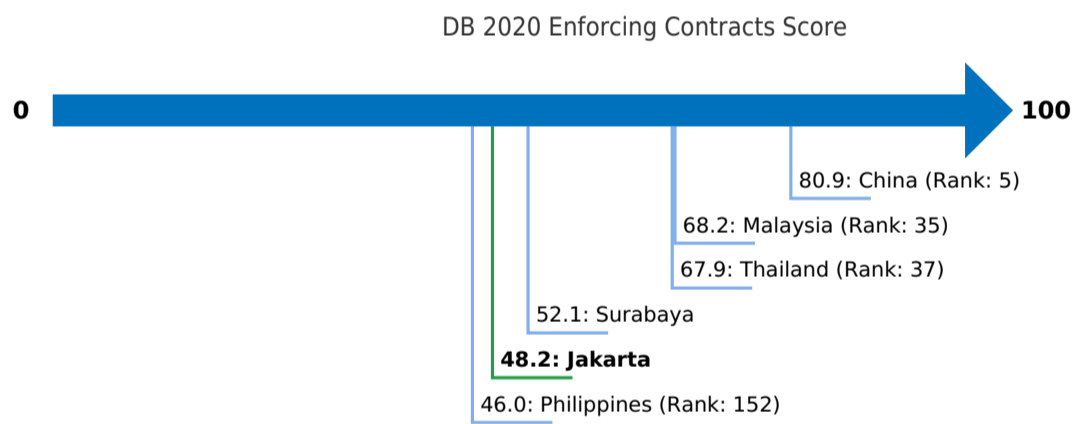 DB 2020 Enforcing Contracts Score
0
100
80.9: China (Rank: 5)
68.2: Malaysia (Rank: 35)
67.9: Thailand (Rank: 37)
52.1: Surabaya
48.2: Jakarta
46.0: Philippines (Rank: 152)